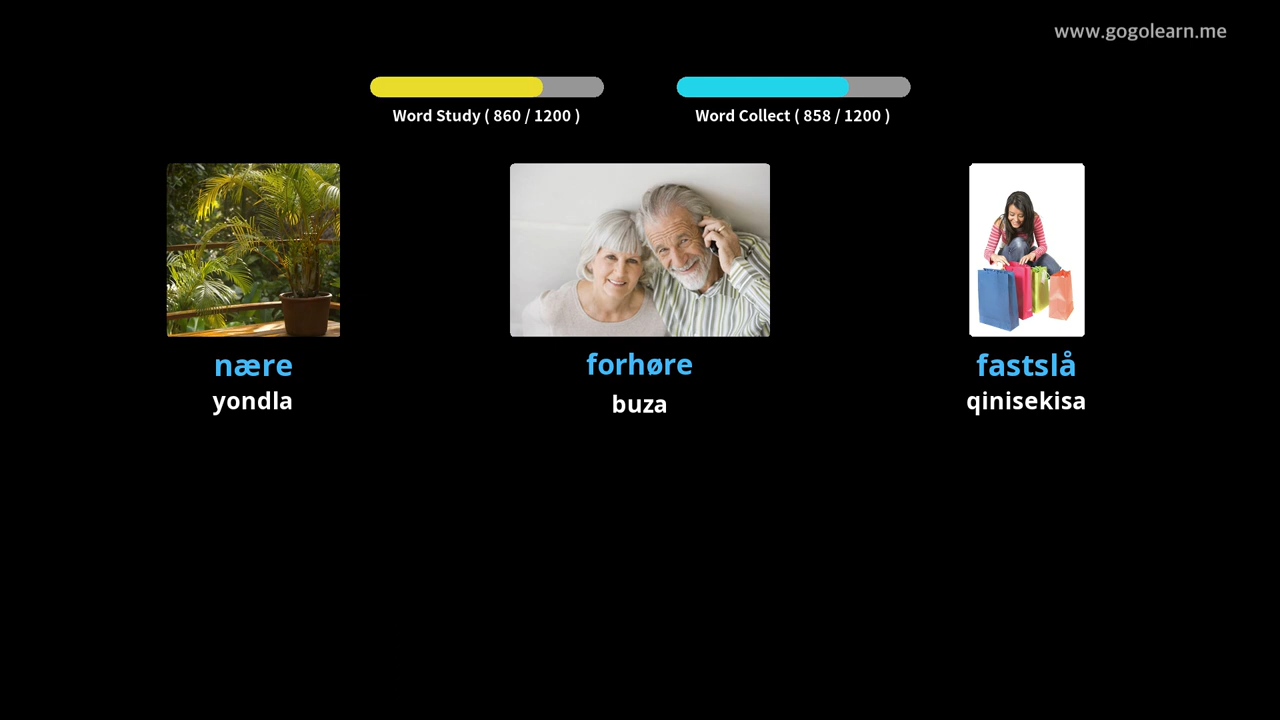 www.gogolearn.me
Word Study ( 860 / 1200 )
Word Collect ( 858 / 1200 )
nære
yondla
forhøre
buza
fastslå
qinisekisa